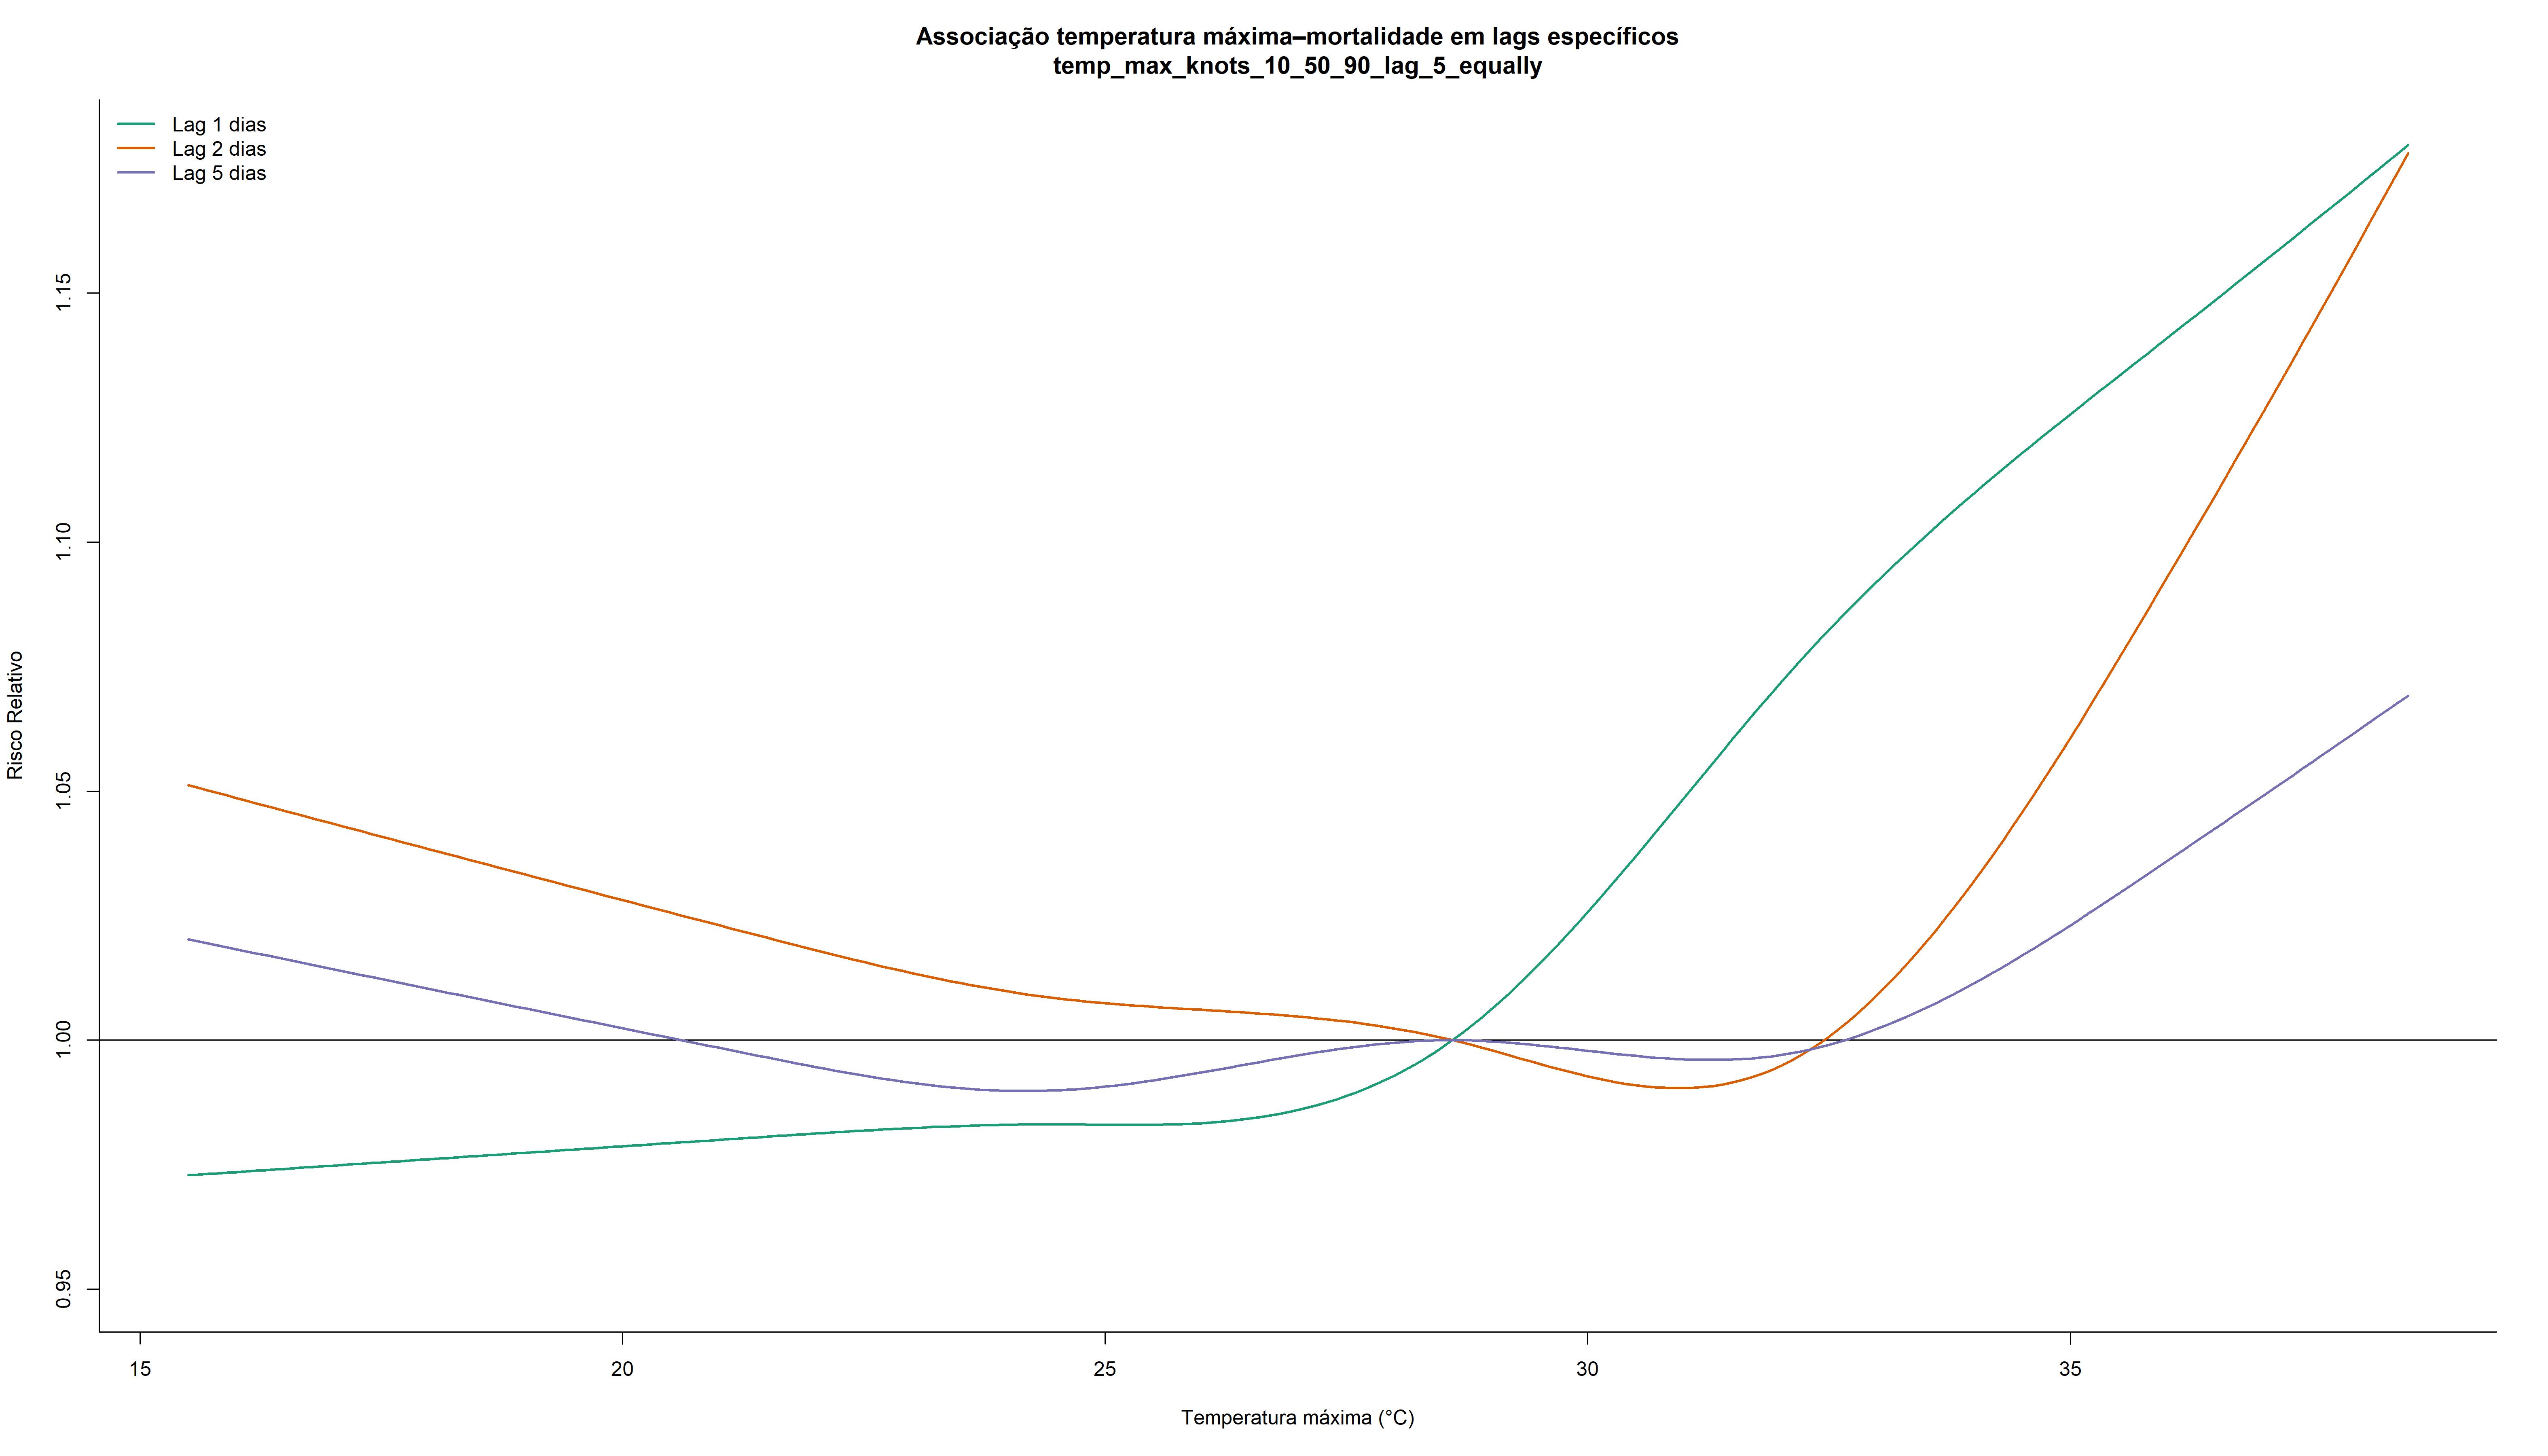 Associação temperatura máxima–mortalidade em lags específicos
temp_max_knots_10_50_90_lag_5_equally
Lag 1 dias
Lag 2 dias
Lag 5 dias
Risco Relativo
1.15
1.10
1.05
1.00
0.95
15 20 25 30 35
Temperatura máxima (°C)